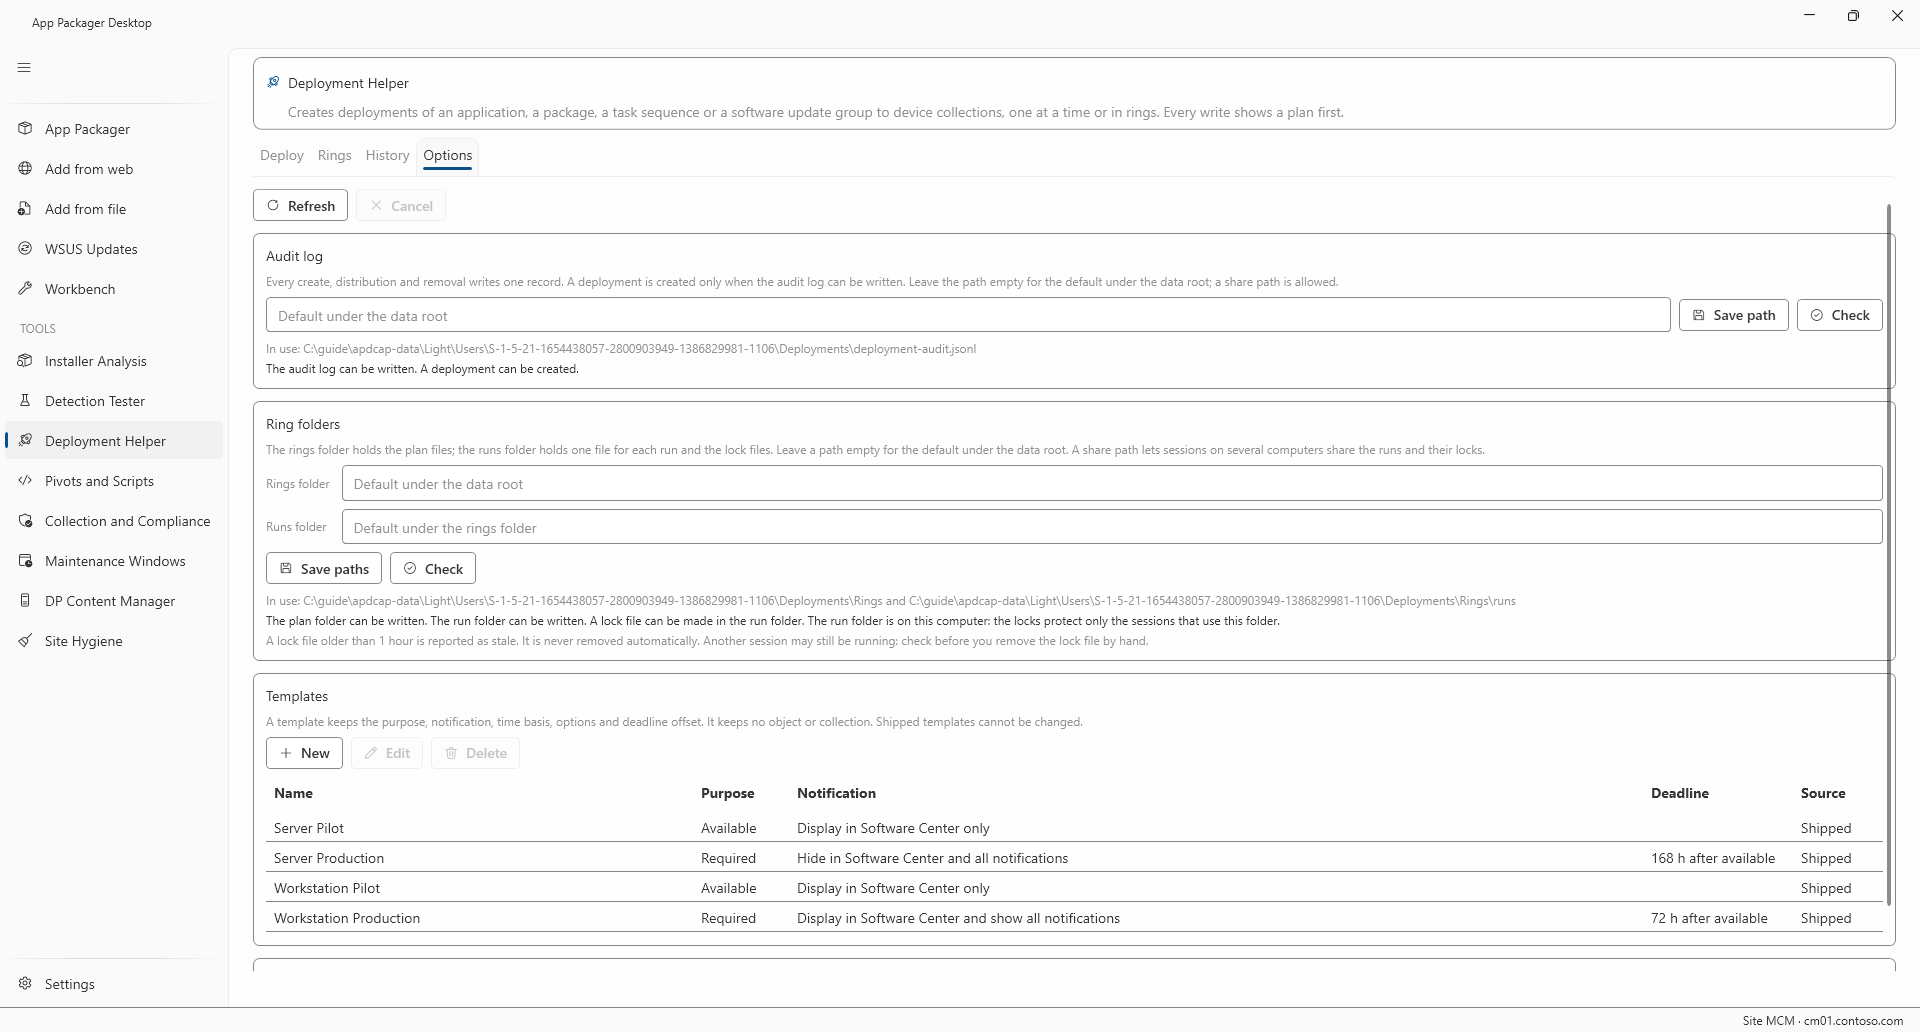 App Packager Desktop
App Packager
Add from web
Add from file
WSUS Updates
Workbench
TOOLS
Installer Analysis
Detection Tester
Deployment Helper
Pivots and Scripts
Collection and Compliance
Maintenance Windows
DP Content Manager
Site Hygiene
Settings
Deployment Helper
Creates deployments of an application, a package, a task sequence or a software update group to device collections, one at a time or in rings. Every write shows a plan first.
Deploy Rings History Options
Refresh Cancel
Audit log
Every create, distribution and removal writes one record. A deployment is created only when the audit log can be written. Leave the path empty for the default under the data root; a share path is allowed.
Default under the data root Save path Check
In use: C:\guide\apdcap-data\Light\Users\S-1-5-21-1654438057-2800903949-1386829981-1106\Deployments\deployment-audit.jsonl
The audit log can be written. A deployment can be created.
Ring folders
The rings folder holds the plan files; the runs folder holds one file for each run and the lock files. Leave a path empty for the default under the data root. A share path lets sessions on several computers share the runs and their locks.
Rings folder Default under the data root
Runs folder Default under the rings folder
Save paths Check
In use: C:\guide\apdcap-data\Light\Users\S-1-5-21-1654438057-2800903949-1386829981-1106\Deployments\Rings and C:\guide\apdcap-data\Light\Users\S-1-5-21-1654438057-2800903949-1386829981-1106\Deployments\Rings\runs
The plan folder can be written. The run folder can be written. A lock file can be made in the run folder. The run folder is on this computer: the locks protect only the sessions that use this folder.
A lock file older than 1 hour is reported as stale. It is never removed automatically. Another session may still be running: check before you remove the lock file by hand.
Templates
A template keeps the purpose, notification, time basis, options and deadline offset. It keeps no object or collection. Shipped templates cannot be changed.
New Edit Delete
Name Purpose Notification Deadline Source
Server Pilot Available Display in Software Center only Shipped
Server Production Required Hide in Software Center and all notifications 168 h after available Shipped
Workstation Pilot Available Display in Software Center only Shipped
Workstation Production Required Display in Software Center and show all notifications 72 h after available Shipped
Site MCM · cm01.contoso.com